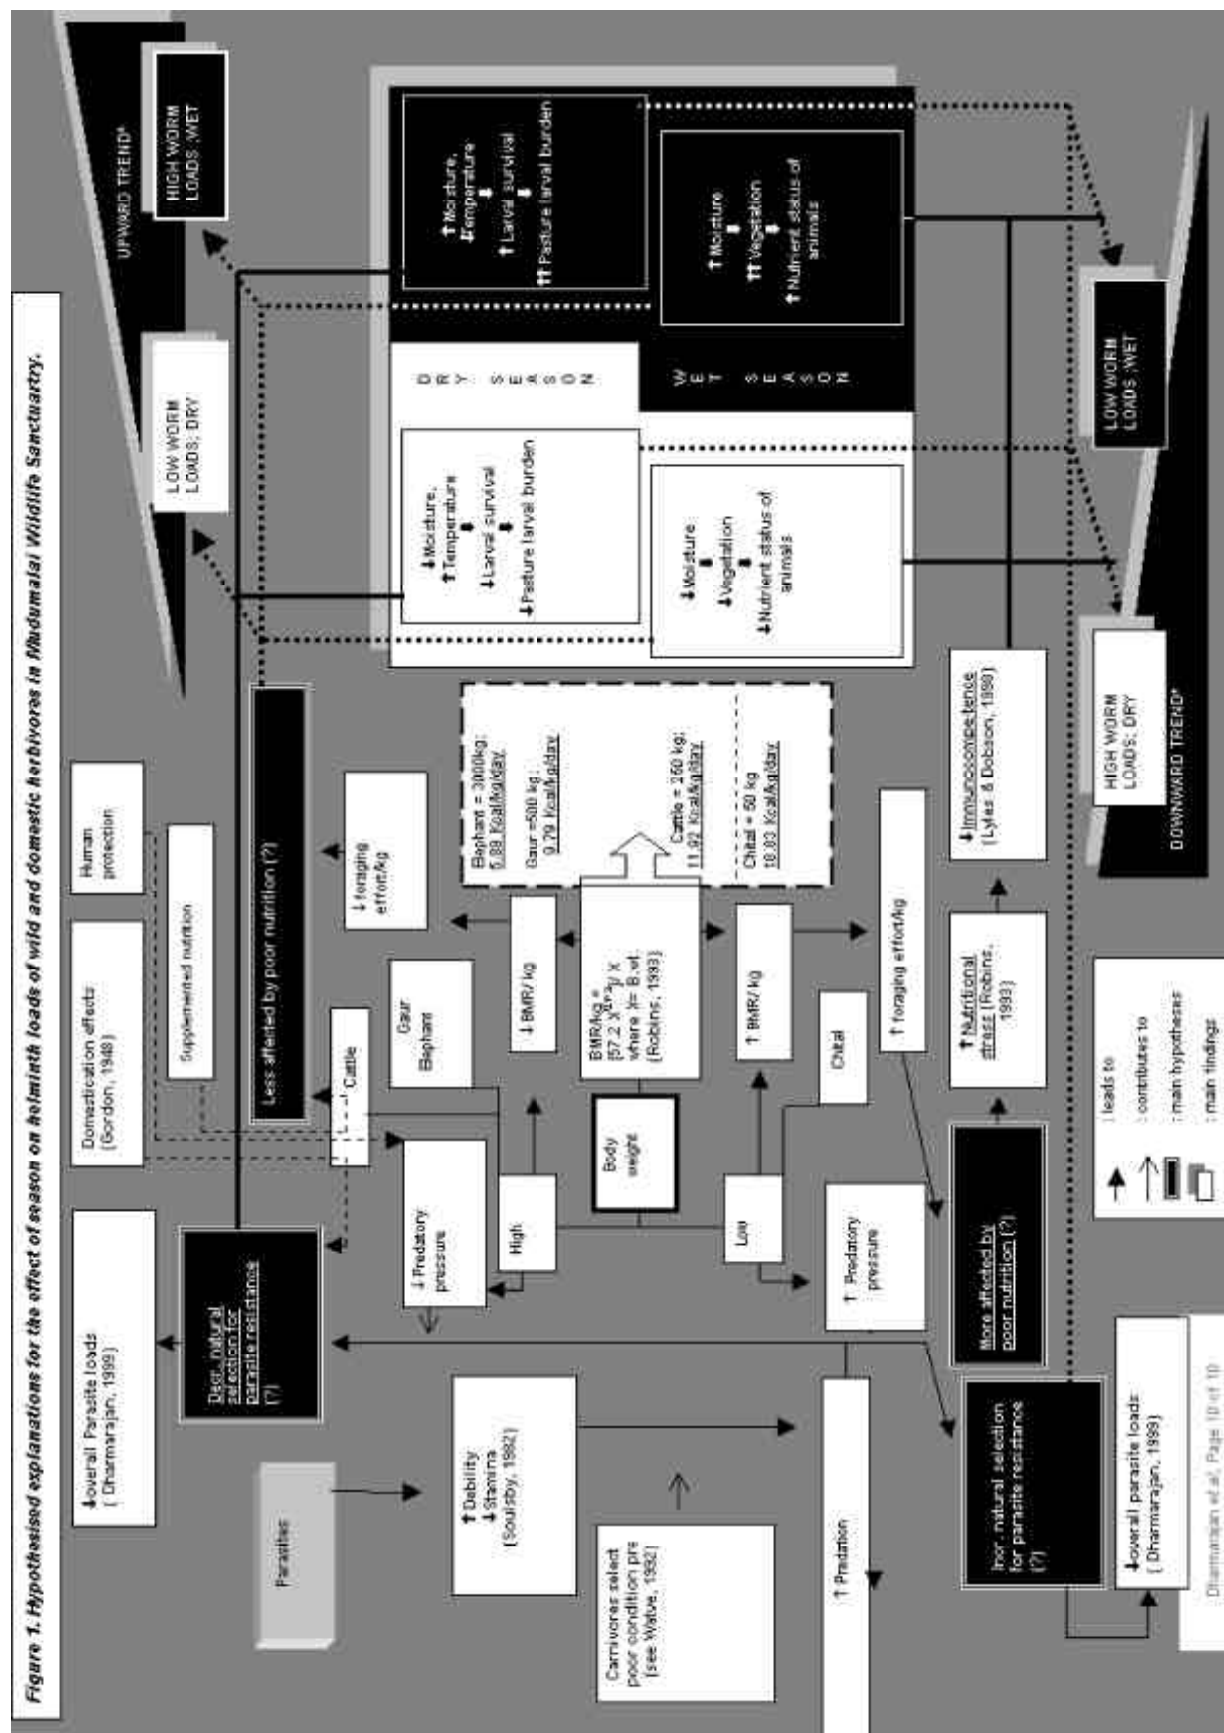 Figure 1. Hypothesised explanations for the effect of season on helminth loads of wild and domestic herbivores in Mudumalai Wildlife Sanctuartry.
UPWARD TREND*
HIGH WORM
LOADS ;WET
LOW WORM
LOADS; DRY
Human
protection
Domestication effects
(Gordon, 1948)
Supplemented nutrition
↓overall Parasite loads
( Dharmarajan, 1999)
Less affected by poor nutrition (?)
Decr. natural
selection for
parasite resistance
(?)
Parasites
Cattle
Gaur
Elephant
↓ foraging
effort/kg
↓ Predatory
pressure
High
↓ BMR/ kg
↑ Debility
↓ Stamina
(Soulsby, 1982)
Carnivores select
poor condition pre
(see Watve, 1992)
Body
weight
BMR/kg =
where X= B.wt.
(Robins, 1993)
Elephant = 3000kg:
5.89 Kcal/kg/day
Gaur =500 kg:
9.79 Kcal/kg/day
Cattle = 250 kg:
11.92 Kcal/kg/day
Chital = 50 kg
18.83 Kcal/kg/day
Low
↑ BMR/ kg
Chital
↑ Predatory
pressure
↑ Predation
↑ foraging effort/kg
More affected by
poor nutrition (?)
↑ Nutritional
stress (Robins,
1993)
↓Immunocompetence
(Lyles & Dobson, 1990)
Incr. natural selection
for parasite resistance
(?)
↓overall parasite loads
( Dharmarajan, 1999)
↓Moisture,
↑Temperature
↓Larval survival
↓Pasture larval burden
DRY SEASON
↑Moisture,
↓Temperature
↑ Larval survival
↑↑ Pasture larval burden
↓Moisture
↓Vegetation
↓Nutrient status of
animals
WET SEASON
↑ Moisture
↑↑ Vegetation
↑ Nutrient status of
animals
HIGH WORM
LOADS; DRY
LOW WORM
LOADS ;WET
DOWNWARD TREND*
: leads to
: contributes to
: main hypotheses
: main findings
Dharmarajan et al, Page 10 of 10